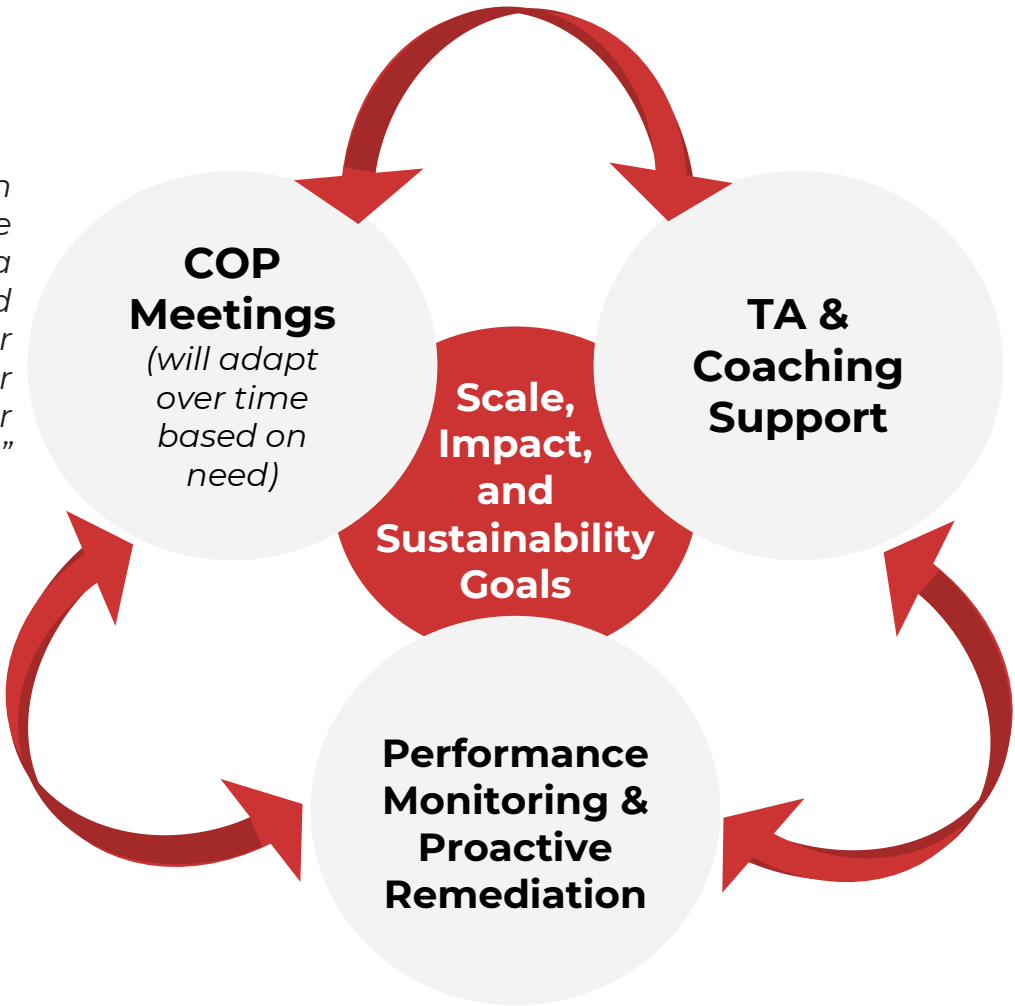 COP
Meetings
(will adapt
over time
based on
need)
TA &
Coaching
Support
Scale,
Impact,
and
Sustainability
Goals
Performance
Monitoring &
Proactive
Remediation